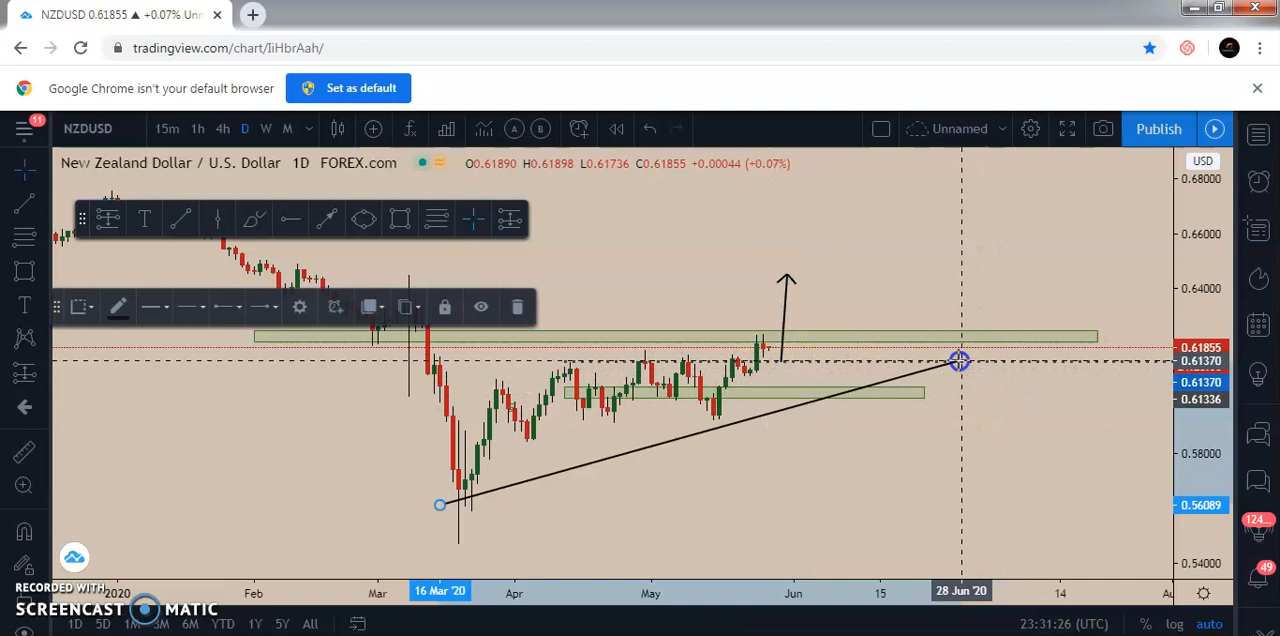 NZDUSD 0.61855 ▲ +0.07% Unn
tradingview.com/chart/IiHbrAah/
Google Chrome isn't your default browser
Set as default
11
NZDUSD
15m 1h 4h D W M
A B
Unnamed
Publish
New Zealand Dollar / U.S. Dollar 1D FOREX.com
O0.61890 H0.61898 L0.61736 C0.61855 +0.00044 (+0.07%)
USD
0.68000
0.66000
0.64000
0.61855
0.61370
0.61370
0.61336
0.58000
0.56089
0.54000
124...
49
RECORDED WITH
SCREENCAST MATIC
2020 Feb Mar 16 Mar '20 Apr May Jun 15 28 Jun '20 14 Au
1D 5D 1M 3M 6M YTD 1Y 5Y All
23:31:26 (UTC) % log auto